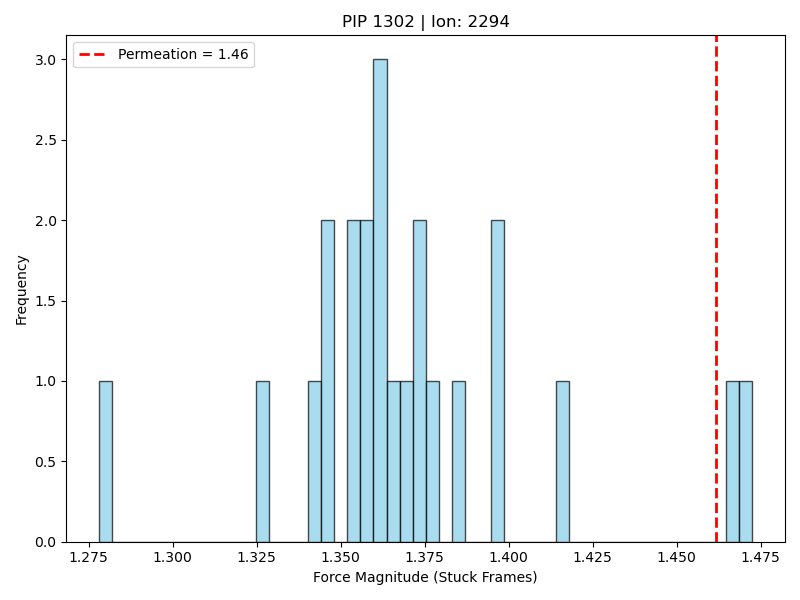 PIP 1302 | Ion: 2294
Permeation = 1.46
3.0
2.5
2.0
1.5
1.0
0.5
0.0
Frequency
1.275 1.300 1.325 1.350 1.375 1.400 1.425 1.450 1.475
Force Magnitude (Stuck Frames)